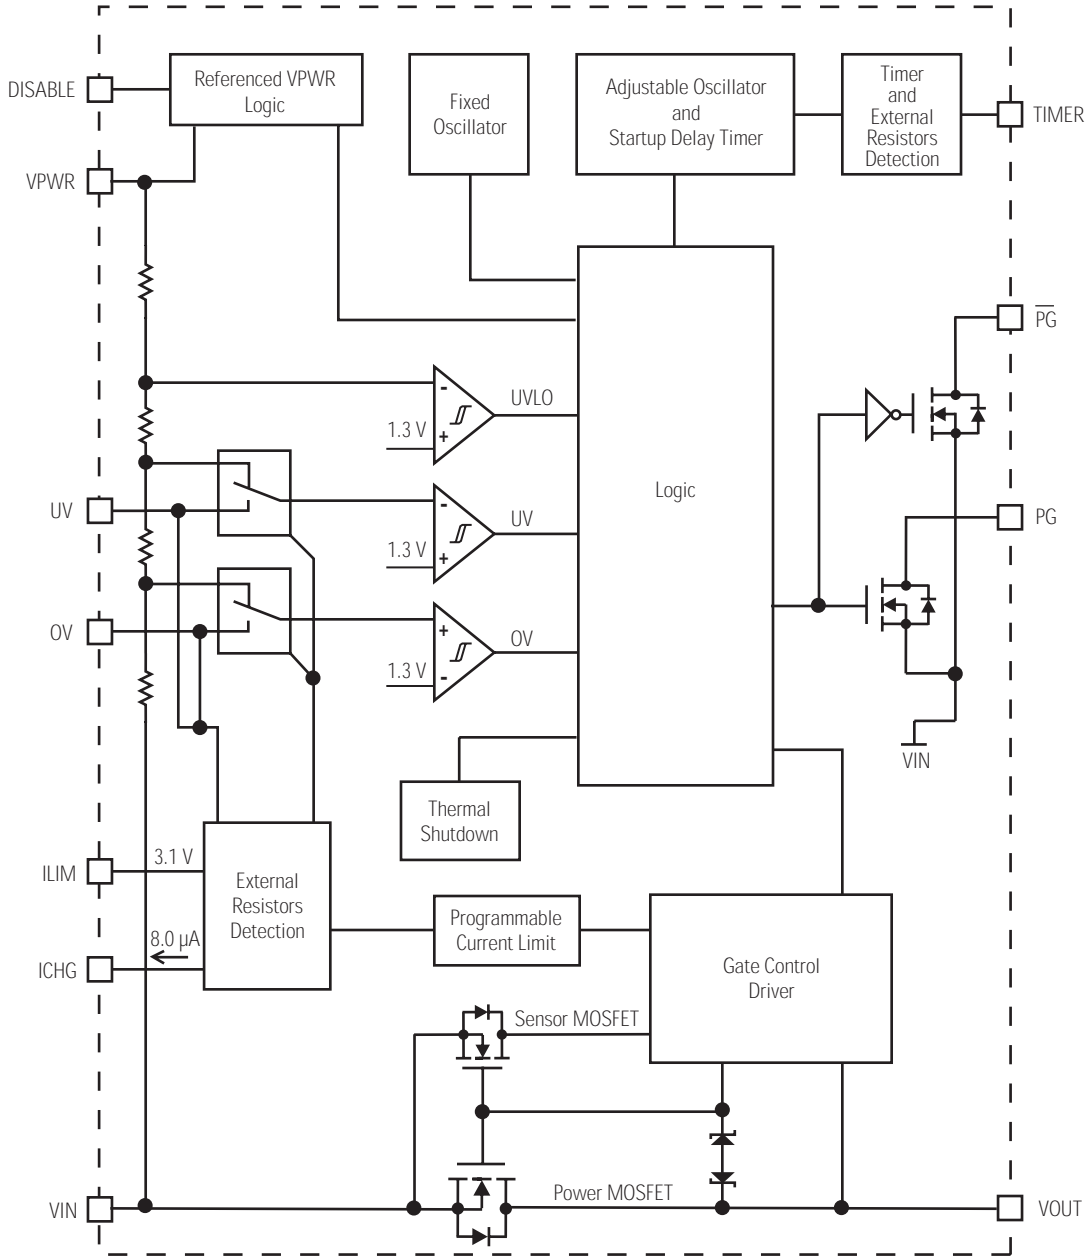 DISABLE
Referenced VPWR
Logic
Fixed
Oscillator
Adjustable Oscillator
and
Startup Delay Timer
Timer
and
External
Resistors
Detection
TIMER
VPWR
PG
UVLO
-
1.3 V
+
Logic
UV
-
UV
1.3 V
+
PG
OV
+
OV
1.3 V
-
VIN
Thermal
Shutdown
ILIM
3.1 V
External
Resistors
Detection
Programmable
Current Limit
8.0 µA
ICHG
Gate Control
Driver
Sensor MOSFET
Power MOSFET
VIN
VOUT